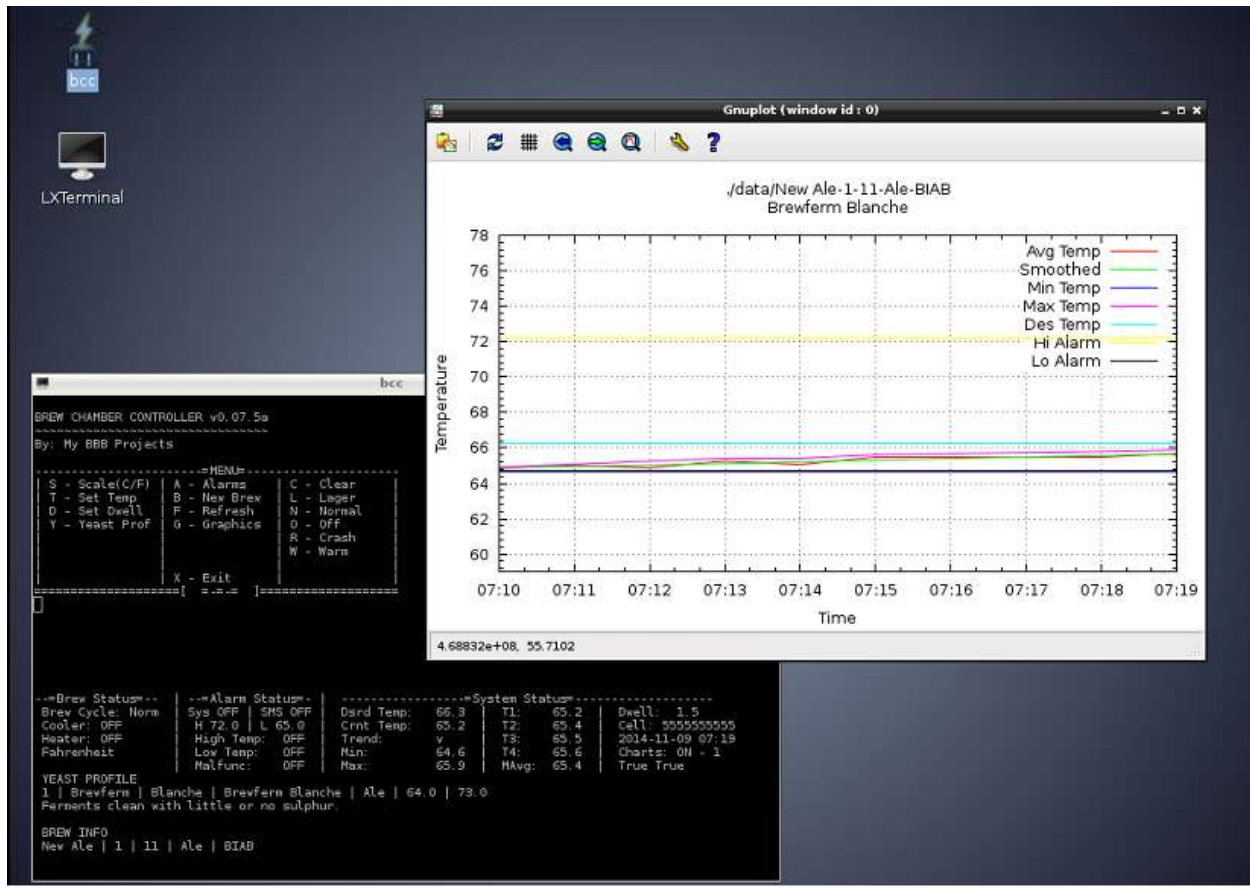 bcc
LXTerminal
Gnuplot (window id : 0)
./data/New Ale-1-11-Ale-BIAB
Brewferm Blanche
78
76
74
72
70
68
66
64
62
60
Temperature
Avg Temp
Smoothed
Min Temp
Max Temp
Des Temp
Hi Alarm
Lo Alarm
07:10 07:11 07:12 07:13 07:14 07:15 07:16 07:17 07:18 07:19
Time
4.68832e+08, 55.7102
bcc
BREW CHAMBER CONTROLLER v0.07.5a
~~~~~~~~~~~~~~~~~~~~~~~~~~~~~~~~
By: My BBB Projects
-----------------------=MENU=----------------------
| S - Scale(C/F) | A - Alarms | C - Clear |
| T - Set Temp | B - New Brew | L - Lager |
| D - Set Dwell | F - Refresh | N - Normal |
| Y - Yeast Prof | G - Graphics | O - Off |
| | | R - Crash |
| | | W - Warm |
| | X - Exit | |
====================[ =-=-= ]===================
--=Brew Status=-- | --=Alarm Status=- | -----------------=System Status=-------------------
Brew Cycle: Norm | Sys OFF | SMS OFF | Dsrd Temp: 66.3 | T1: 65.2 | Dwell: 1.5
Cooler: OFF | H 72.0 | L 65.0 | Crnt Temp: 65.2 | T2: 65.4 | Cell: 5555555555
Heater: OFF | High Temp: OFF | Trend: v | T3: 65.5 | 2014-11-09 07:19
Fahrenheit | Low Temp: OFF | Min: 64.6 | T4: 65.6 | Charts: ON - 1
| Malfunc: OFF | Max: 65.9 | MAvg: 65.4 | True True
YEAST PROFILE
1 | Brewferm | Blanche | Brewferm Blanche | Ale | 64.0 | 73.0
Ferments clean with little or no sulphur.
BREW INFO
New Ale | 1 | 11 | Ale | BIAB